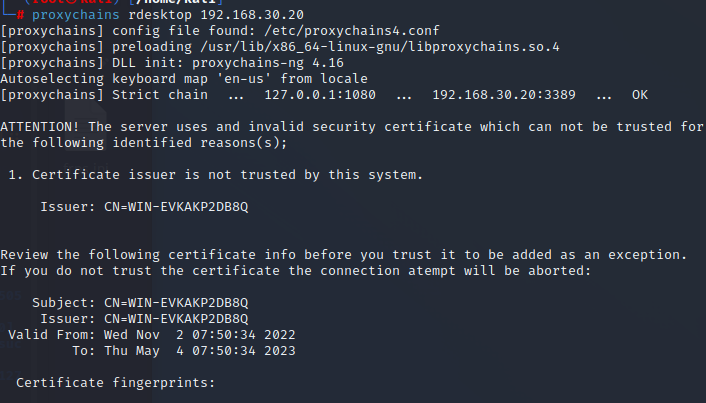 (root㉿kali) [/home/kali]
# proxychains rdesktop 192.168.30.20
[proxychains] config file found: /etc/proxychains4.conf
[proxychains] preloading /usr/lib/x86_64-linux-gnu/libproxychains.so.4
[proxychains] DLL init: proxychains-ng 4.16
Autoselecting keyboard map 'en-us' from locale
[proxychains] Strict chain ... 127.0.0.1:1080 ... 192.168.30.20:3389 ... OK
ATTENTION! The server uses and invalid security certificate which can not be trusted for
the following identified reasons(s);
1. Certificate issuer is not trusted by this system.
Issuer: CN=WIN-EVKAKP2DB8Q
Review the following certificate info before you trust it to be added as an exception.
If you do not trust the certificate the connection atempt will be aborted:
Subject: CN=WIN-EVKAKP2DB8Q
Issuer: CN=WIN-EVKAKP2DB8Q
Valid From: Wed Nov 2 07:50:34 2022
To: Thu May 4 07:50:34 2023
Certificate fingerprints: